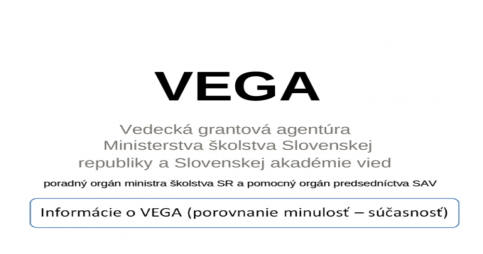 VEGA
Vedecká grantová agentúra
Ministerstva školstva Slovenskej
republiky a Slovenskej akadémie vied
poradný orgán ministra školstva SR a pomocný orgán predsedníctva SAV
Informácie o VEGA (porovnanie minulosť – súčasnosť)